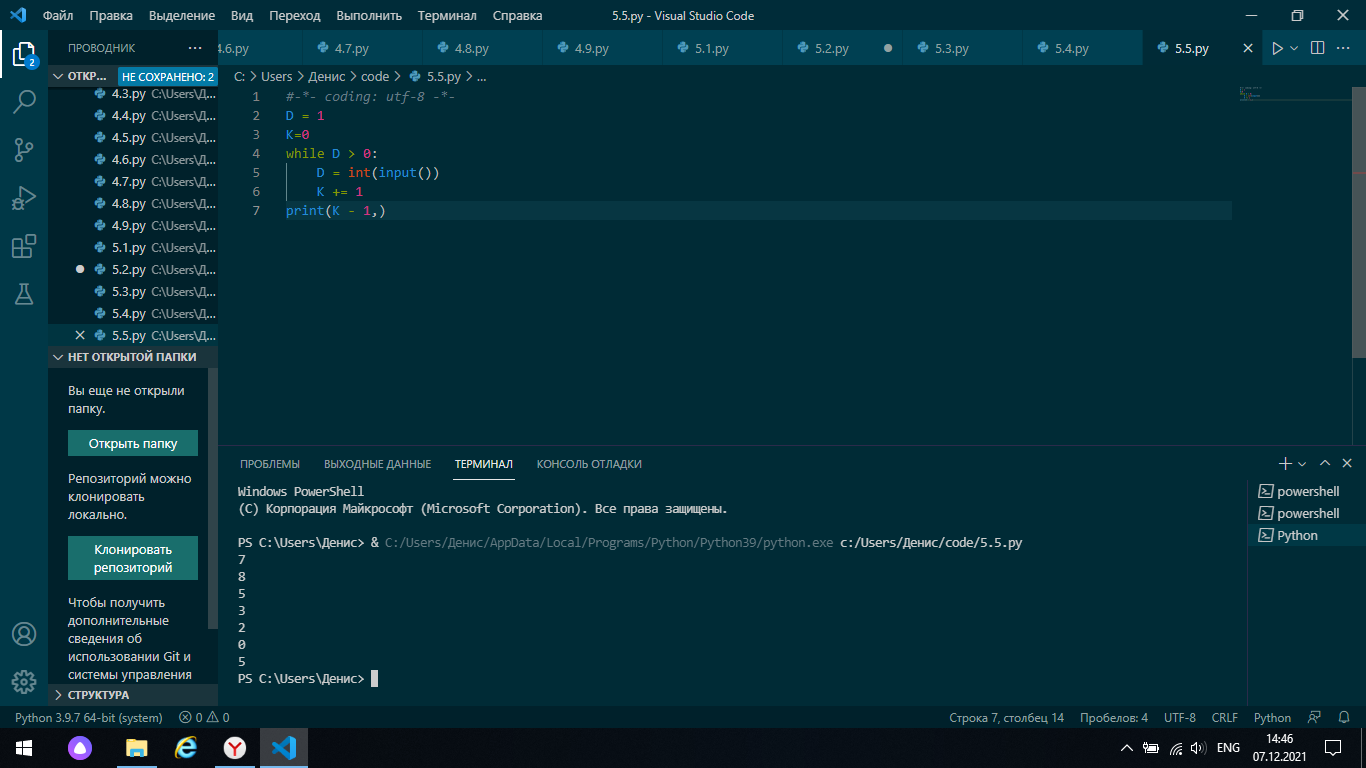 Файл Правка Выделение Вид Переход Выполнить Терминал Справка 5.5.py - Visual Studio Code
ПРОВОДНИК ··· 4.6.py 4.7.py 4.8.py 4.9.py 5.1.py 5.2.py 5.3.py 5.4.py 5.5.py
2
ОТКР... НЕ СОХРАНЕНО: 2
4.3.py C:\Users\Д...
4.4.py C:\Users\Д...
4.5.py C:\Users\Д...
4.6.py C:\Users\Д...
4.7.py C:\Users\Д...
4.8.py C:\Users\Д...
4.9.py C:\Users\Д...
5.1.py C:\Users\Д...
5.2.py C:\Users\Д...
5.3.py C:\Users\Д...
5.4.py C:\Users\Д...
5.5.py C:\Users\Д...
НЕТ ОТКРЫТОЙ ПАПКИ
Вы еще не открыли
папку.
Открыть папку
Репозиторий можно
клонировать
локально.
Клонировать
репозиторий
Чтобы получить
дополнительные
сведения об
использовании Git и
системы управления
СТРУКТУРА
C: > Users > Денис > code > 5.5.py > ...
1 #-*- coding: utf-8 -*-
2 D = 1
3 K=0
4 while D > 0:
5 D = int(input())
6 K += 1
7 print(K - 1,)
ПРОБЛЕМЫ ВЫХОДНЫЕ ДАННЫЕ ТЕРМИНАЛ КОНСОЛЬ ОТЛАДКИ
Windows PowerShell
(C) Корпорация Майкрософт (Microsoft Corporation). Все права защищены.
PS C:\Users\Денис> & C:/Users/Денис/AppData/Local/Programs/Python/Python39/python.exe c:/Users/Денис/code/5.5.py
7
8
5
3
2
0
5
PS C:\Users\Денис>
powershell
powershell
Python
Python 3.9.7 64-bit (system) 0 0 Строка 7, столбец 14 Пробелов: 4 UTF-8 CRLF Python
ENG 14:46
07.12.2021